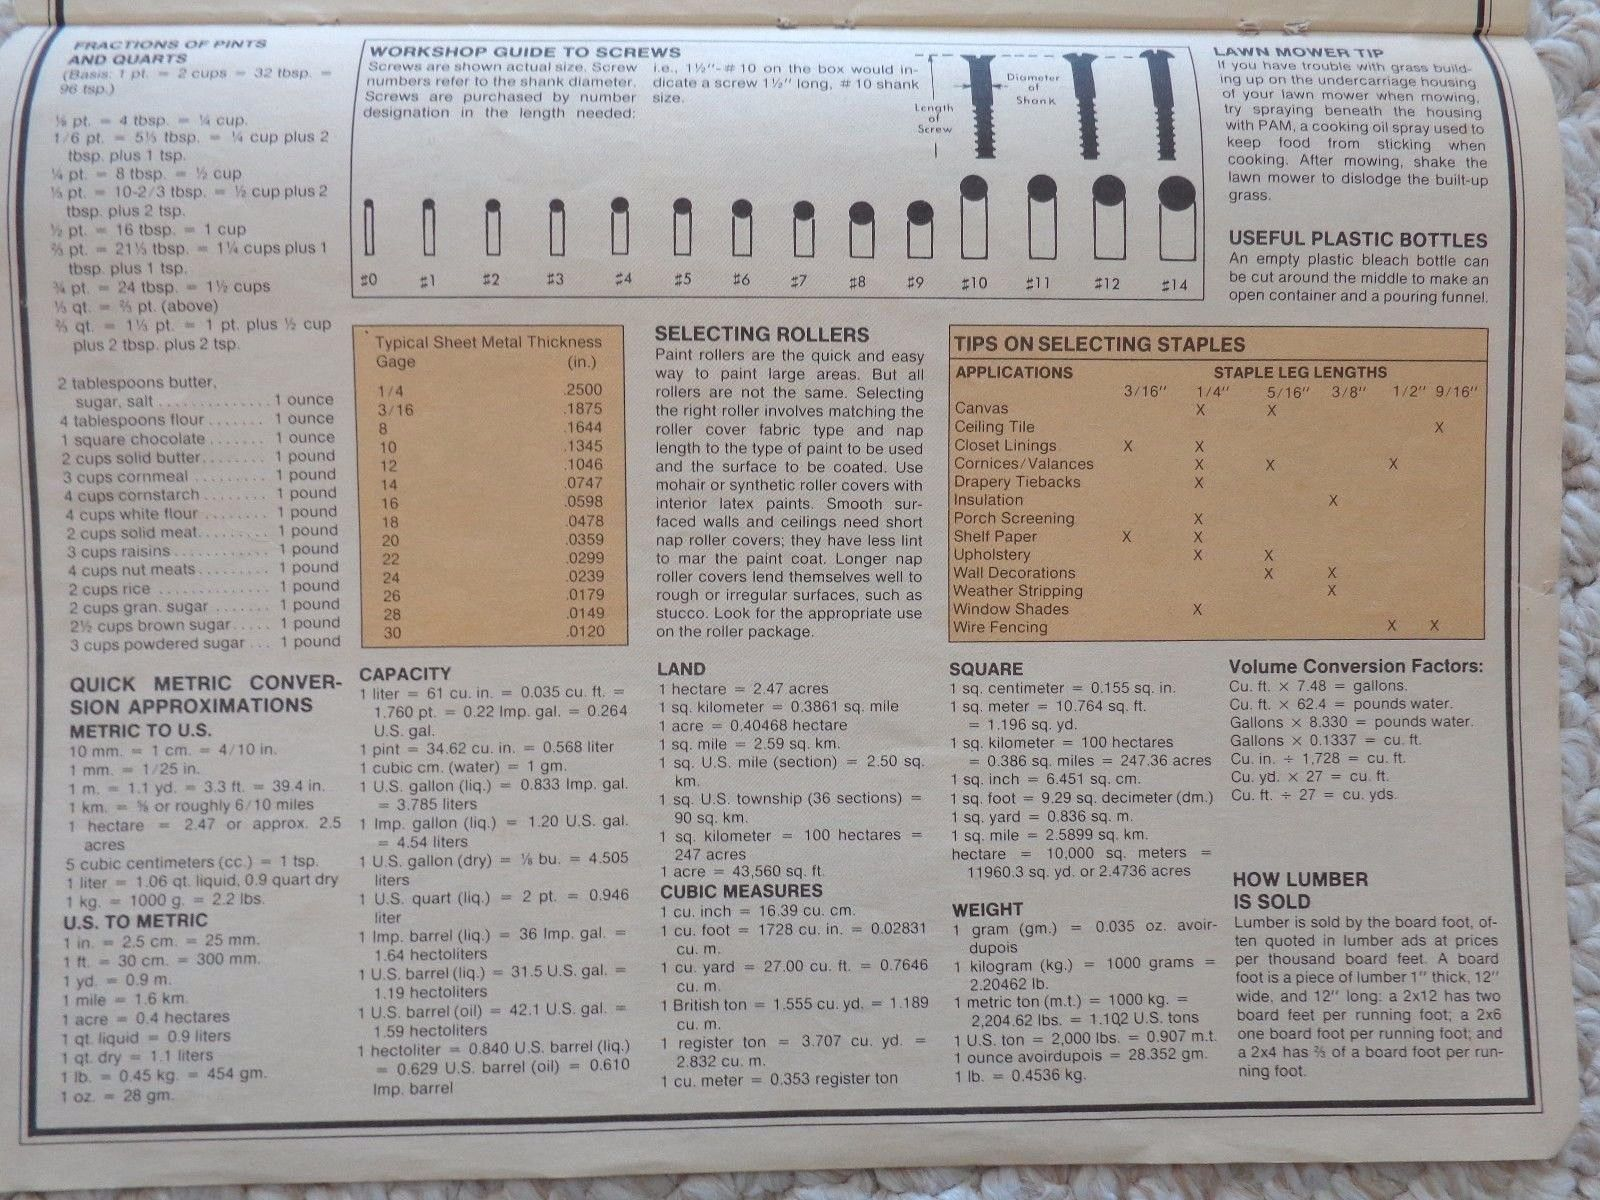 FRACTIONS OF PINTS
AND QUARTS
(Basis: 1 pt. = 2 cups = 32 tbsp. =
96 tsp.)
⅛ pt. = 4 tbsp. = ¼ cup.
1/6 pt. = 5⅓ tbsp. = ¼ cup plus 2
tbsp. plus 1 tsp.
¼ pt. = 8 tbsp. = ½ cup
⅓ pt. = 10-2/3 tbsp. = ½ cup plus 2
tbsp. plus 2 tsp.
½ pt. = 16 tbsp. = 1 cup
⅔ pt. = 21⅓ tbsp. = 1¼ cups plus 1
tbsp. plus 1 tsp.
¾ pt. = 24 tbsp. = 1½ cups
⅓ qt. = ⅔ pt. (above)
⅔ qt. = 1⅓ pt. = 1 pt. plus ½ cup
plus 2 tbsp. plus 2 tsp.
2 tablespoons butter,
sugar, salt .............. 1 ounce
4 tablespoons flour ....... 1 ounce
1 square chocolate ....... 1 ounce
2 cups solid butter........ 1 pound
3 cups cornmeal ......... 1 pound
4 cups cornstarch ........ 1 pound
4 cups white flour ........ 1 pound
2 cups solid meat......... 1 pound
3 cups raisins ............ 1 pound
4 cups nut meats......... 1 pound
2 cups rice .............. 1 pound
2 cups gran. sugar ....... 1 pound
2½ cups brown sugar..... 1 pound
3 cups powdered sugar ... 1 pound
WORKSHOP GUIDE TO SCREWS
Screws are shown actual size. Screw
numbers refer to the shank diameter.
Screws are purchased by number
designation in the length needed:
i.e., 1½"-# 10 on the box would in-
dicate a screw 1½" long, # 10 shank
size.
Length
of
Screw
Diameter
of
Shank
#0 #1 #2 #3 #4 #5 #6 #7 #8 #9 #10 #11 #12 #14
LAWN MOWER TIP
If you have trouble with grass build-
ing up on the undercarriage housing
of your lawn mower when mowing,
try spraying beneath the housing
with PAM, a cooking oil spray used to
keep food from sticking when
cooking. After mowing, shake the
lawn mower to dislodge the built-up
grass.
USEFUL PLASTIC BOTTLES
An empty plastic bleach bottle can
be cut around the middle to make an
open container and a pouring funnel.
Typical Sheet Metal Thickness
Gage (in.)
1/4 .2500
3/16 .1875
8 .1644
10 .1345
12 .1046
14 .0747
16 .0598
18 .0478
20 .0359
22 .0299
24 .0239
26 .0179
28 .0149
30 .0120
SELECTING ROLLERS
Paint rollers are the quick and easy
way to paint large areas. But all
rollers are not the same. Selecting
the right roller involves matching the
roller cover fabric type and nap
length to the type of paint to be used
and the surface to be coated. Use
mohair or synthetic roller covers with
interior latex paints. Smooth sur-
faced walls and ceilings need short
nap roller covers; they have less lint
to mar the paint coat. Longer nap
roller covers lend themselves well to
rough or irregular surfaces, such as
stucco. Look for the appropriate use
on the roller package.
TIPS ON SELECTING STAPLES
APPLICATIONS STAPLE LEG LENGTHS
3/16" 1/4" 5/16" 3/8" 1/2" 9/16"
Canvas X X
Ceiling Tile X
Closet Linings X X
Cornices/Valances X X X
Drapery Tiebacks X
Insulation X
Porch Screening X
Shelf Paper X X
Upholstery X X
Wall Decorations X X
Weather Stripping X
Window Shades X
Wire Fencing X X
QUICK METRIC CONVER-
SION APPROXIMATIONS
METRIC TO U.S.
10 mm. = 1 cm. = 4/10 in.
1 mm. = 1/25 in.
1 m. = 1.1 yd. = 3.3 ft. = 39.4 in.
1 km. = ⅝ or roughly 6/10 miles
1 hectare = 2.47 or approx. 2.5
acres
5 cubic centimeters (cc.) = 1 tsp.
1 liter = 1.06 qt. liquid, 0.9 quart dry
1 kg. = 1000 g. = 2.2 lbs.
U.S. TO METRIC
1 in. = 2.5 cm. = 25 mm.
1 ft. = 30 cm. = 300 mm.
1 yd. = 0.9 m.
1 mile = 1.6 km.
1 acre = 0.4 hectares
1 qt. liquid = 0.9 liters
1 qt. dry = 1.1 liters
1 lb. = 0.45 kg. = 454 gm.
1 oz. = 28 gm.
CAPACITY
1 liter = 61 cu. in. = 0.035 cu. ft. =
1.760 pt. = 0.22 Imp. gal. = 0.264
U.S. gal.
1 pint = 34.62 cu. in. = 0.568 liter
1 cubic cm. (water) = 1 gm.
1 U.S. gallon (liq.) = 0.833 Imp. gal.
= 3.785 liters
1 Imp. gallon (liq.) = 1.20 U.S. gal.
= 4.54 liters
1 U.S. gallon (dry) = ⅛ bu. = 4.505
liters
1 U.S. quart (liq.) = 2 pt. = 0.946
liter
1 Imp. barrel (liq.) = 36 Imp. gal. =
1.64 hectoliters
1 U.S. barrel (liq.) = 31.5 U.S. gal. =
1.19 hectoliters
1 U.S. barrel (oil) = 42.1 U.S. gal. =
1.59 hectoliters
1 hectoliter = 0.840 U.S. barrel (liq.)
= 0.629 U.S. barrel (oil) = 0.610
Imp. barrel
LAND
1 hectare = 2.47 acres
1 sq. kilometer = 0.3861 sq. mile
1 acre = 0.40468 hectare
1 sq. mile = 2.59 sq. km.
1 sq. U.S. mile (section) = 2.50 sq.
km.
1 sq. U.S. township (36 sections) =
90 sq. km.
1 sq. kilometer = 100 hectares =
247 acres
1 acre = 43,560 sq. ft.
CUBIC MEASURES
1 cu. inch = 16.39 cu. cm.
1 cu. foot = 1728 cu. in. = 0.02831
cu. m.
1 cu. yard = 27.00 cu. ft. = 0.7646
cu. m.
1 British ton = 1.555 cu. yd. = 1.189
cu. m.
1 register ton = 3.707 cu. yd. =
2.832 cu. m.
1 cu. meter = 0.353 register ton
SQUARE
1 sq. centimeter = 0.155 sq. in.
1 sq. meter = 10.764 sq. ft.
= 1.196 sq. yd.
1 sq. kilometer = 100 hectares
= 0.386 sq. miles = 247.36 acres
1 sq. inch = 6.451 sq. cm.
1 sq. foot = 9.29 sq. decimeter (dm.)
1 sq. yard = 0.836 sq. m.
1 sq. mile = 2.5899 sq. km.
hectare = 10,000 sq. meters =
11960.3 sq. yd. or 2.4736 acres
WEIGHT
1 gram (gm.) = 0.035 oz. avoir-
dupois
1 kilogram (kg.) = 1000 grams =
2.20462 lb.
1 metric ton (m.t.) = 1000 kg. =
2,204.62 lbs. = 1.102 U.S. tons
1 U.S. ton = 2,000 lbs. = 0.907 m.t.
1 ounce avoirdupois = 28.352 gm.
1 lb. = 0.4536 kg.
Volume Conversion Factors:
Cu. ft. × 7.48 = gallons.
Cu. ft. × 62.4 = pounds water.
Gallons × 8.330 = pounds water.
Gallons × 0.1337 = cu. ft.
Cu. in. ÷ 1,728 = cu. ft.
Cu. yd. × 27 = cu. ft.
Cu. ft. ÷ 27 = cu. yds.
HOW LUMBER
IS SOLD
Lumber is sold by the board foot, of-
ten quoted in lumber ads at prices
per thousand board feet. A board
foot is a piece of lumber 1" thick, 12"
wide, and 12" long: a 2x12 has two
board feet per running foot; a 2x6
one board foot per running foot; and
a 2x4 has ⅔ of a board foot per run-
ning foot.